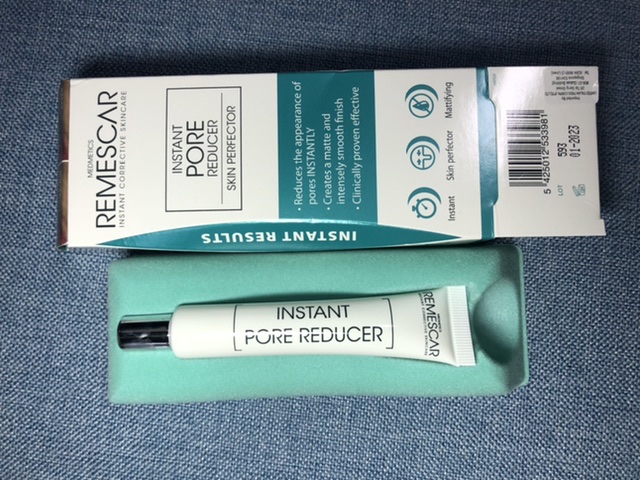 MEDMETICS
REMESCAR
INSTANT CORRECTIVE SKINCARE
INSTANT
PORE
REDUCER
SKIN PERFECTOR
• Reduces the appearance of
pores INSTANTLY
• Creates a matte and
intensely smooth finish
• Clinically proven effective
Instant
Skin perfector
Mattifying
INSTANT RESULTS
5 425012 533981
LOT
593
01-2023
INSTANT
PORE REDUCER
REMESCAR